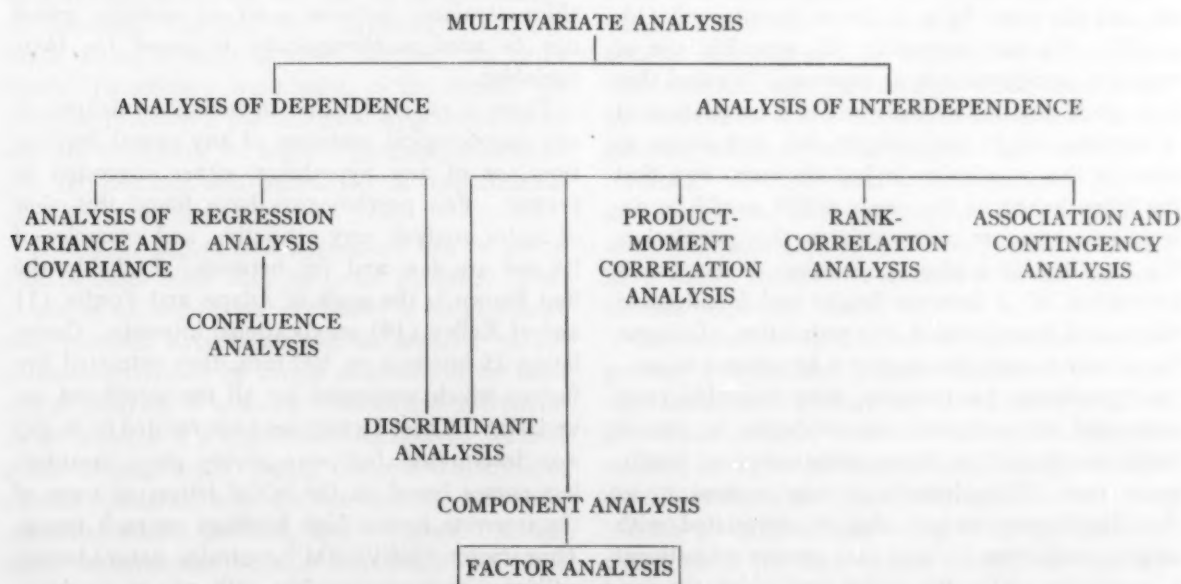 MULTIVARIATE ANALYSIS
ANALYSIS OF DEPENDENCE
ANALYSIS OF INTERDEPENDENCE
ANALYSIS OF
VARIANCE AND
COVARIANCE
REGRESSION
ANALYSIS
CONFLUENCE
ANALYSIS
PRODUCT-
MOMENT
CORRELATION
ANALYSIS
RANK-
CORRELATION
ANALYSIS
ASSOCIATION AND
CONTINGENCY
ANALYSIS
DISCRIMINANT
ANALYSIS
COMPONENT ANALYSIS
FACTOR ANALYSIS